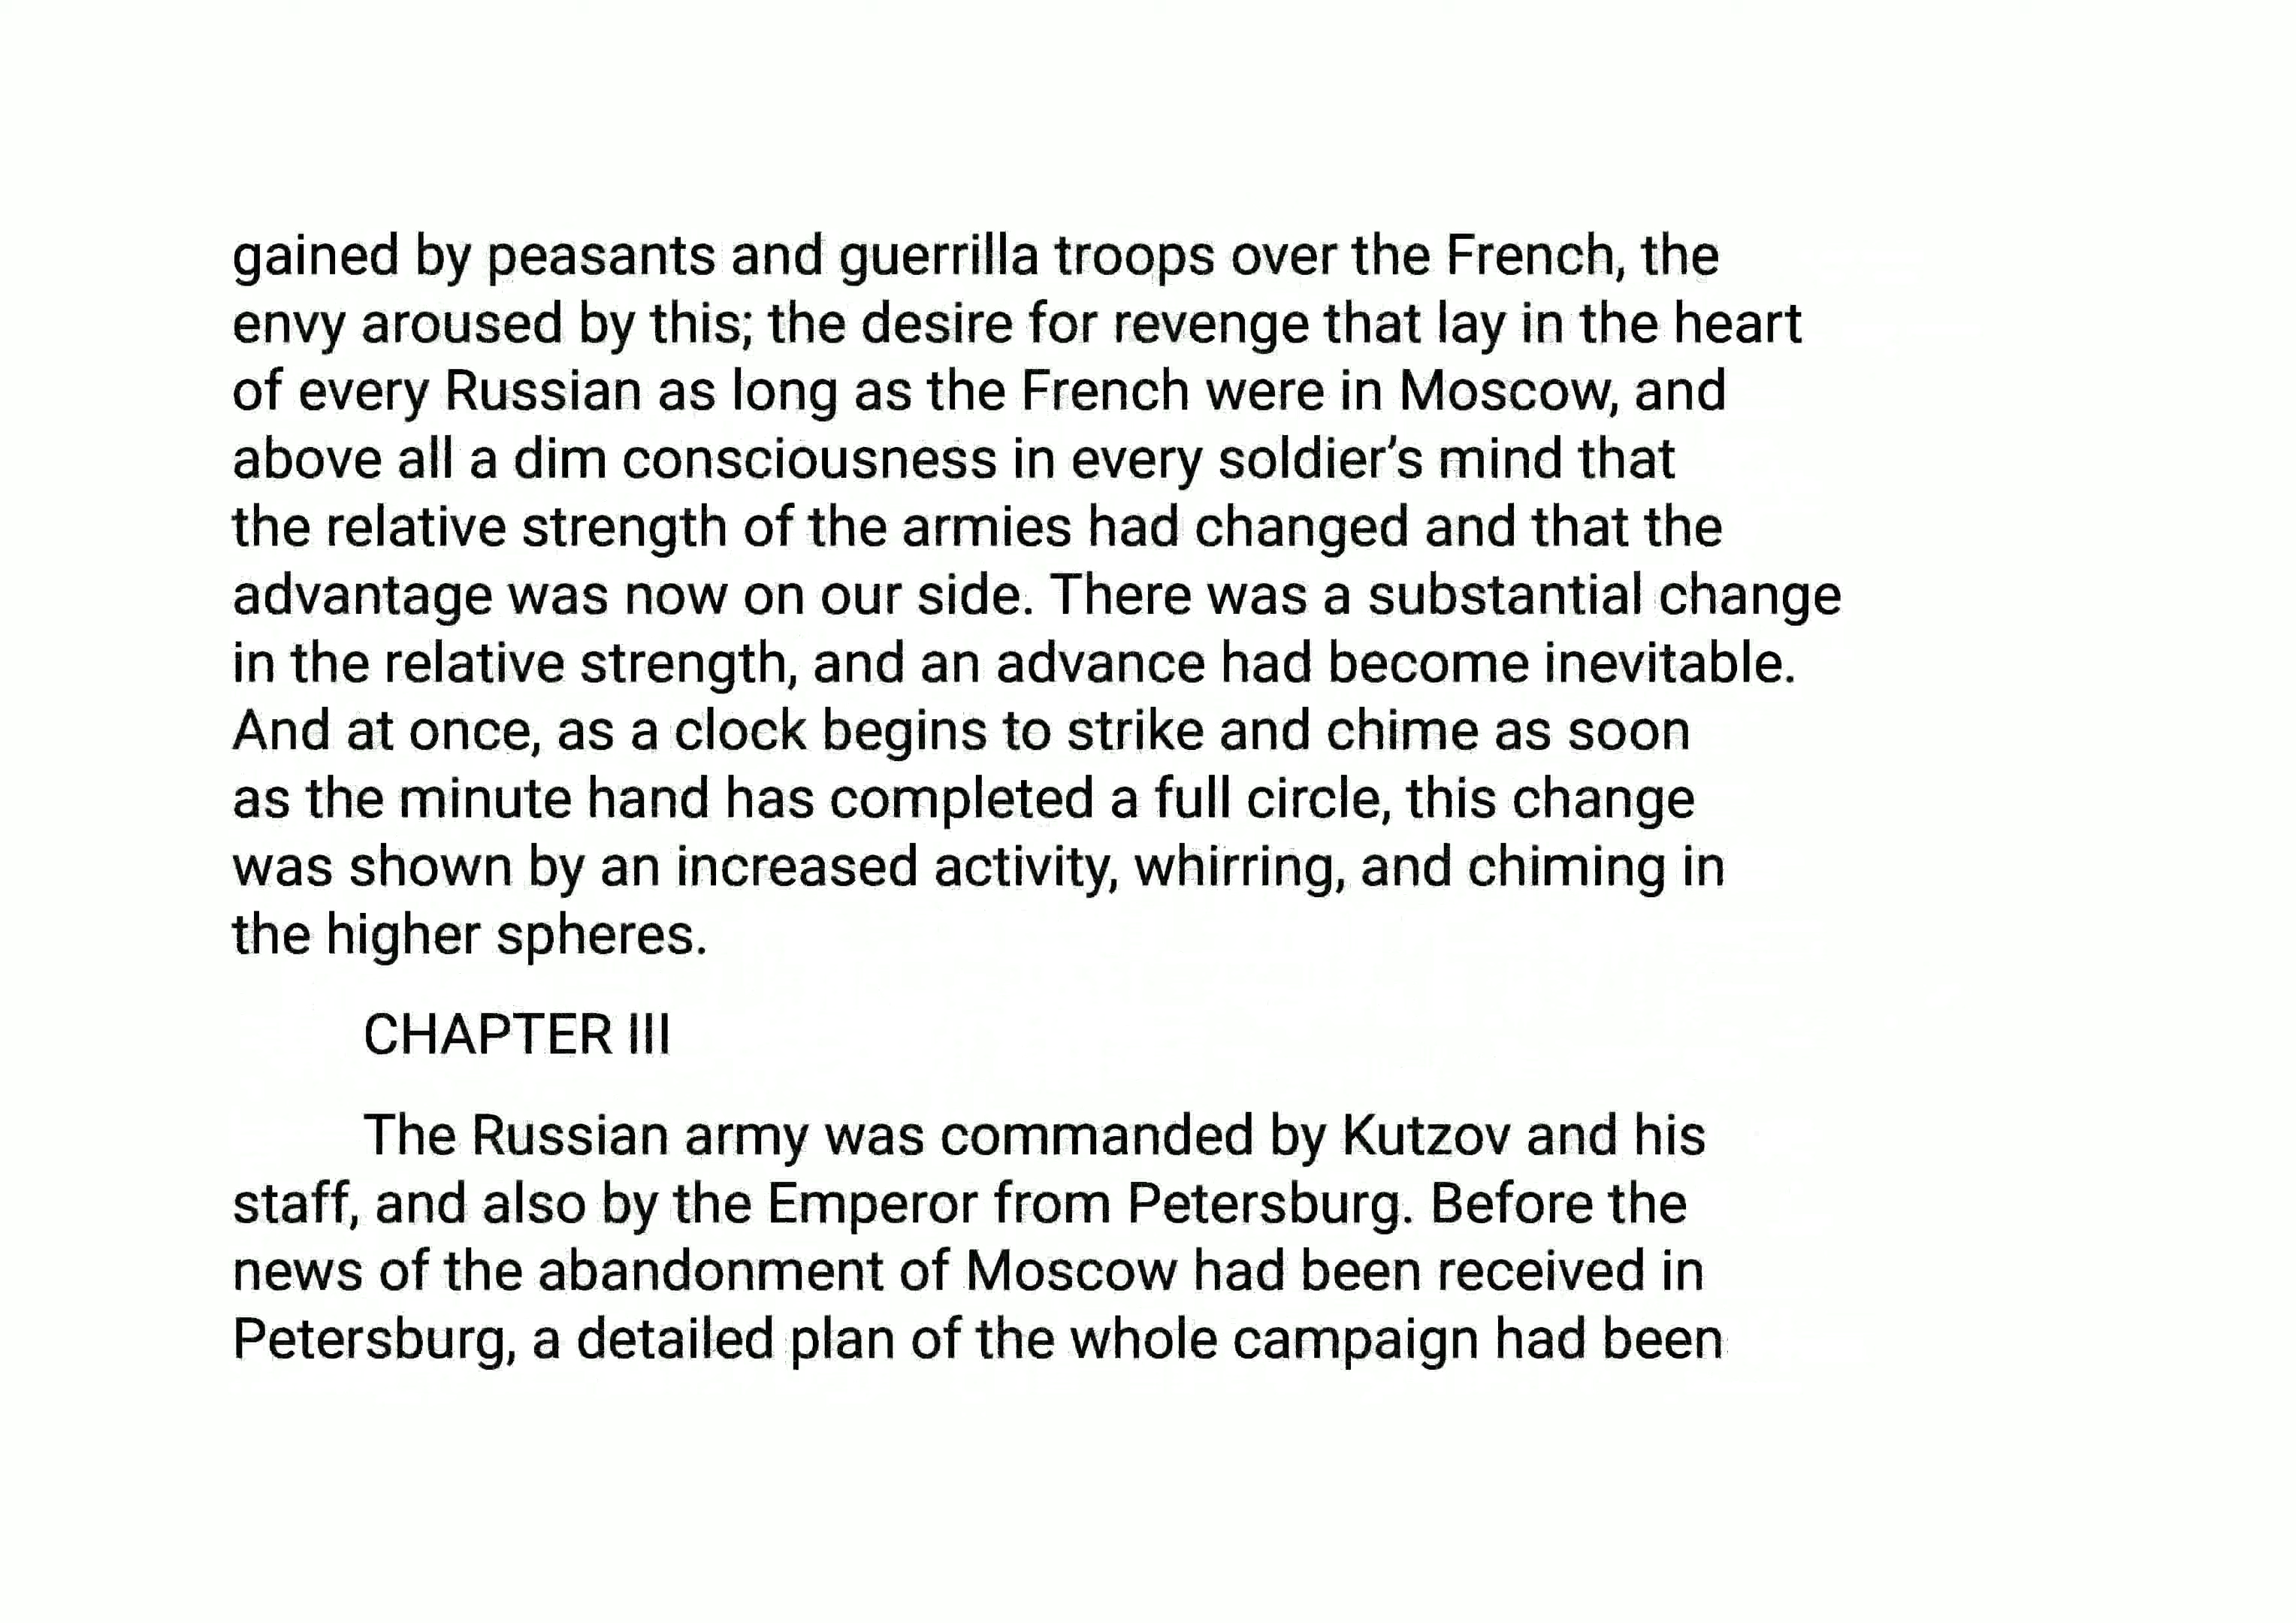 gained by peasants and guerrilla troops over the French, the
envy aroused by this; the desire for revenge that lay in the heart
of every Russian as long as the French were in Moscow, and
above all a dim consciousness in every soldier’s mind that
the relative strength of the armies had changed and that the
advantage was now on our side. There was a substantial change
in the relative strength, and an advance had become inevitable.
And at once, as a clock begins to strike and chime as soon
as the minute hand has completed a full circle, this change
was shown by an increased activity, whirring, and chiming in
the higher spheres.
CHAPTER III
The Russian army was commanded by Kutzov and his
staff, and also by the Emperor from Petersburg. Before the
news of the abandonment of Moscow had been received in
Petersburg, a detailed plan of the whole campaign had been